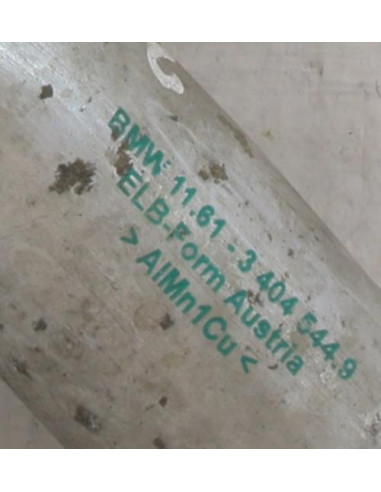 BMW 11.61 - 3 404 544.9
ELB-Form Austria
> AlMn1Cu <